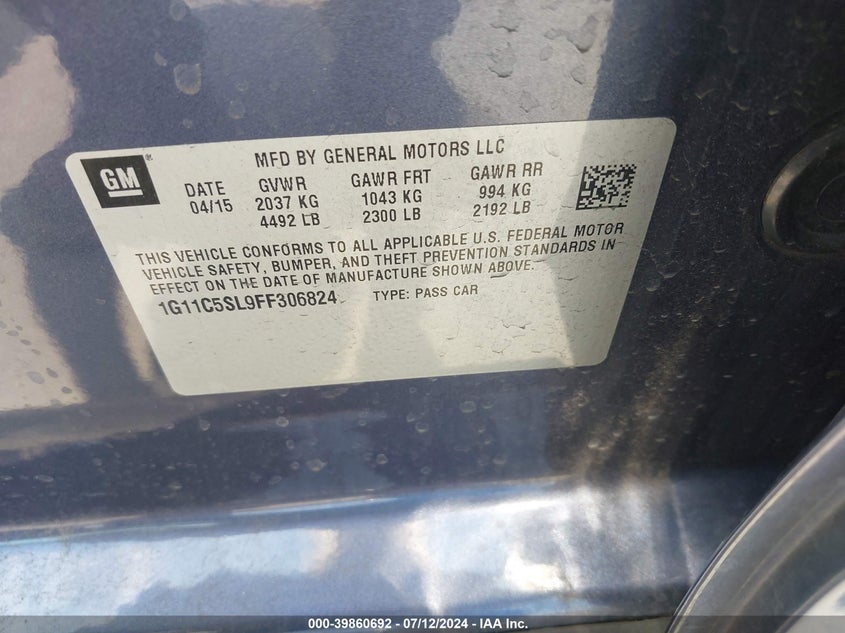 GM
MFD BY GENERAL MOTORS LLC
DATE GVWR GAWR FRT GAWR RR
04/15 2037 KG 1043 KG 994 KG
4492 LB 2300 LB 2192 LB
THIS VEHICLE CONFORMS TO ALL APPLICABLE U.S. FEDERAL MOTOR
VEHICLE SAFETY, BUMPER, AND THEFT PREVENTION STANDARDS IN
EFFECT ON THE DATE OF MANUFACTURE SHOWN ABOVE.
1G11C5SL9FF306824 TYPE: PASS CAR
000-39860692 / 07/12/2024 - IAA Inc.